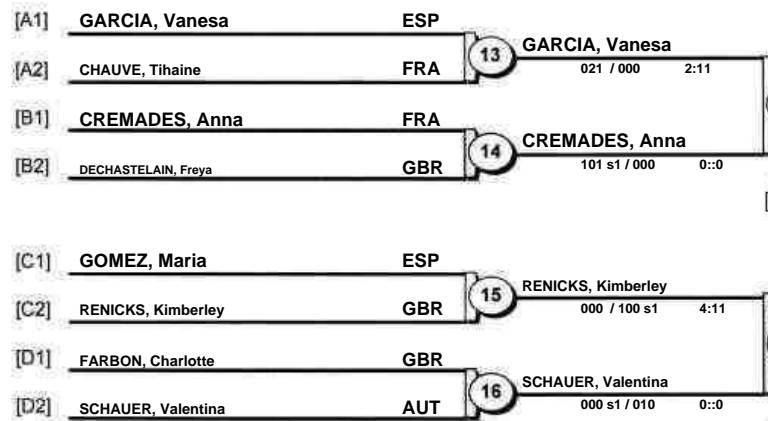 [A1] GARCIA, Vanesa ESP
13 GARCIA, Vanesa
[A2] CHAUVE, Tihaine FRA
021 / 000 2:11
[B1] CREMADES, Anna FRA
14 CREMADES, Anna
[B2] DECHASTELAIN, Freya GBR
101 s1 / 000 0::0
[C1] GOMEZ, Maria ESP
15 RENICKS, Kimberley
[C2] RENICKS, Kimberley GBR
000 / 100 s1 4:11
[D1] FARBON, Charlotte GBR
16 SCHAUER, Valentina
[D2] SCHAUER, Valentina AUT
000 s1 / 010 0::0